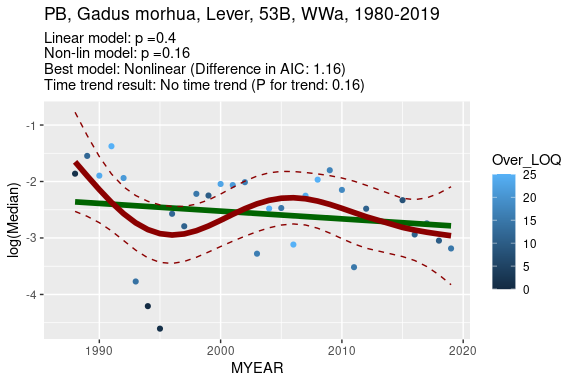 PB, Gadus morhua, Lever, 53B, WWa, 1980-2019
Linear model: p =0.4
Non-lin model: p =0.16
Best model: Nonlinear (Difference in AIC: 1.16)
Time trend result: No time trend (P for trend: 0.16)
-1
-2
-3
-4
log(Median)
1990
2000
2010
2020
MYEAR
Over_LOQ
25
20
15
10
5
0